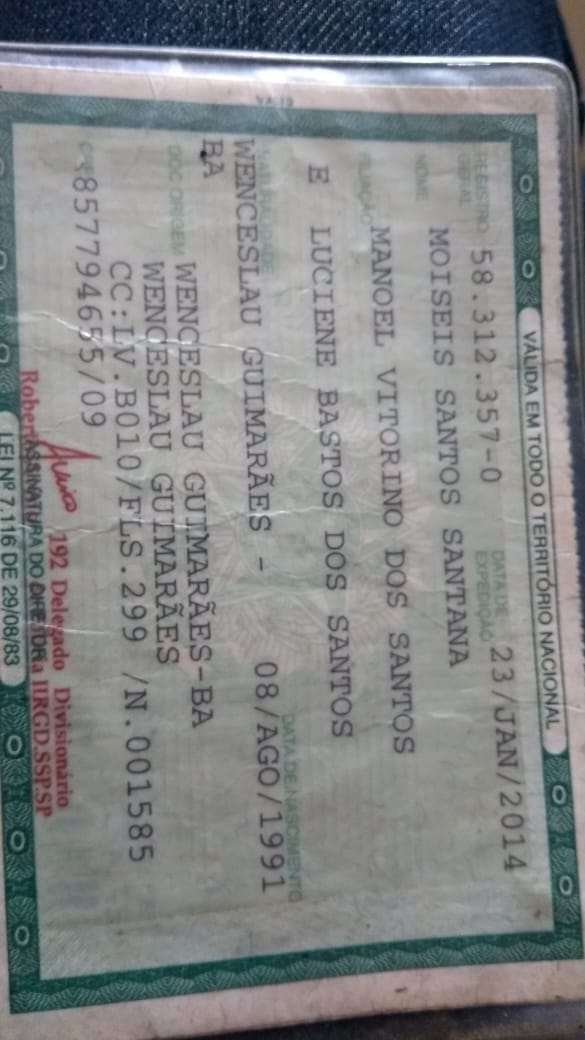 VÁLIDA EM TODO O TERRITÓRIO NACIONAL
REGISTRO GERAL 58.312.357-0 DATA DE EXPEDIÇÃO 23/JAN/2014
NOME MOISEIS SANTOS SANTANA
FILIAÇÃO MANOEL VITORINO DOS SANTOS
E LUCIENE BASTOS DOS SANTOS
NATURALIDADE DATA DE NASCIMENTO
WENCESLAU GUIMARÃES - 08/AGO/1991
BA
DOC ORIGEM WENCESLAU GUIMARÃES-BA
WENCESLAU GUIMARÃES
CC:LV.B010/FLS.299 /N.001585
CPF 857794655/09
192 Delegado Divisionário
ASSINATURA DO DIRETOR
IIRGD.SSP.SP
LEI Nº 7.116 DE 29/08/83